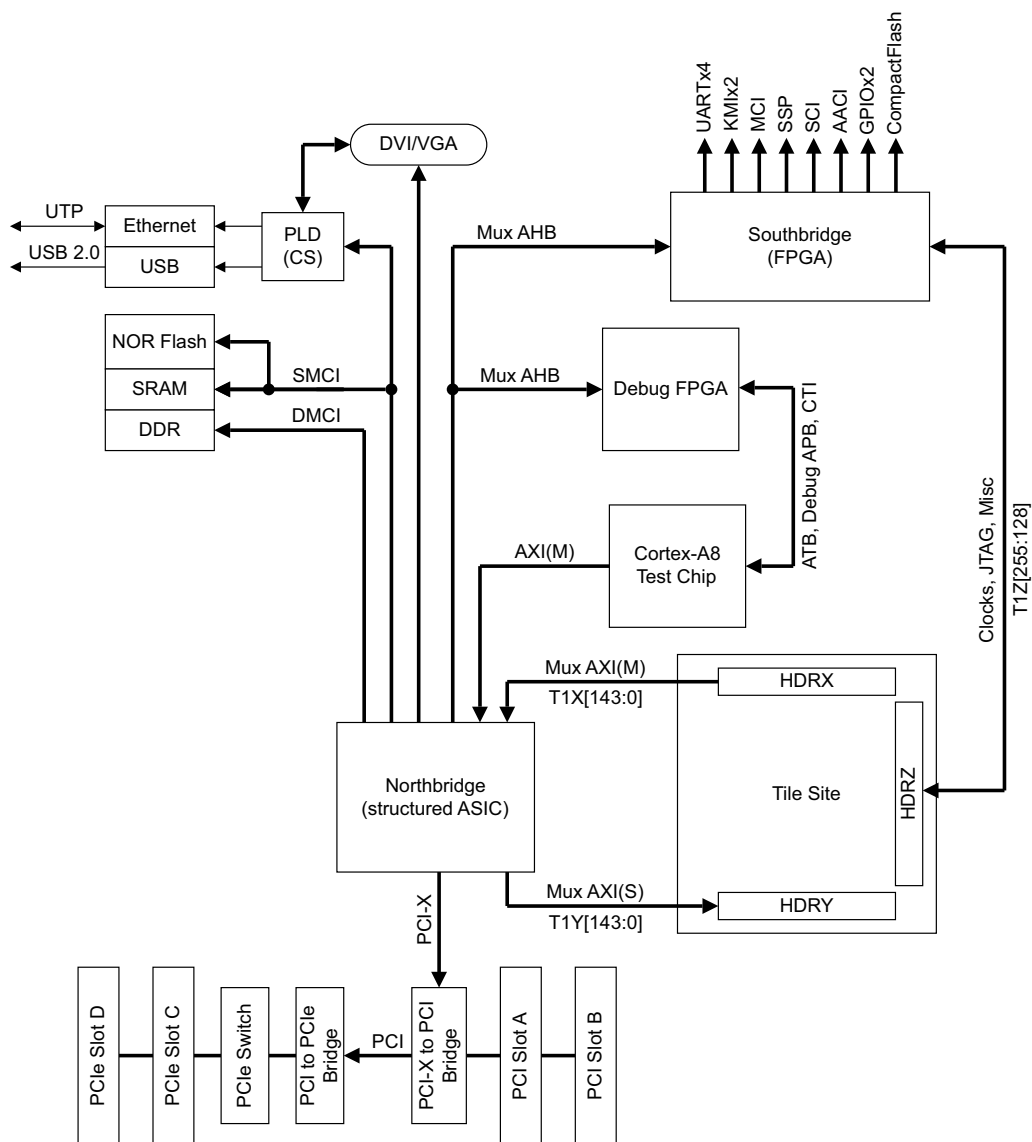 UARTx4
KMIx2
MCI
SSP
SCI
AACI
GPIOx2
CompactFlash
DVI/VGA
UTP
Ethernet
PLD
(CS)
USB 2.0
USB
Mux AHB
Southbridge
(FPGA)
NOR Flash
SRAM
SMCI
DDR
DMCI
Mux AHB
Debug FPGA
ATB, Debug APB, CTI
Clocks, JTAG, Misc
T1Z[255:128]
AXI(M)
Cortex-A8
Test Chip
Mux AXI(M)
T1X[143:0]
HDRX
Northbridge
(structured ASIC)
Tile Site
HDRZ
Mux AXI(S)
T1Y[143:0]
HDRY
PCI-X
PCIe Slot D
PCIe Slot C
PCIe Switch
PCI to PCIe
Bridge
PCI
PCI-X to PCI
Bridge
PCI Slot A
PCI Slot B